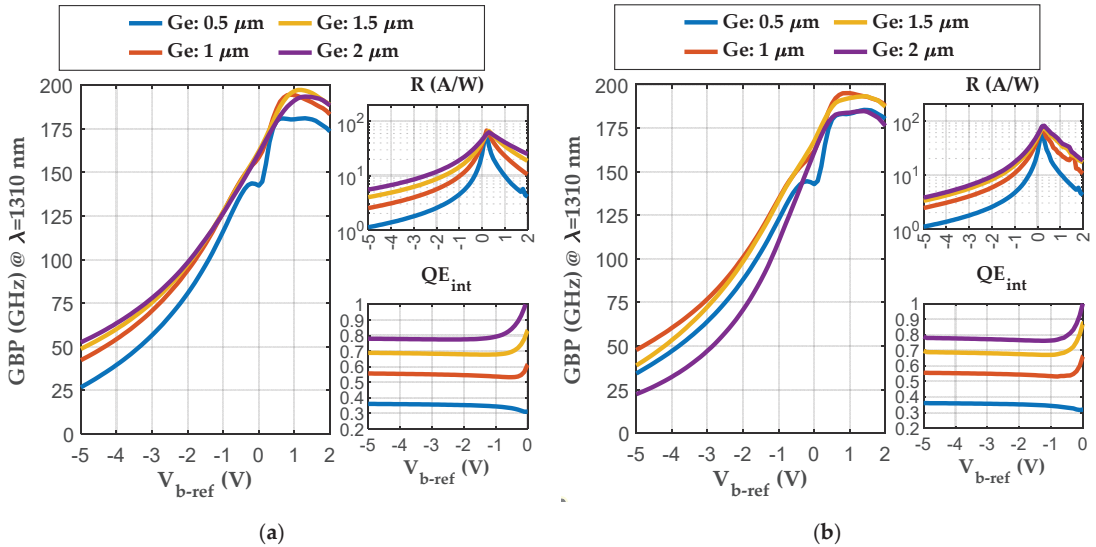 Ge: 0.5 μm Ge: 1.5 μm
Ge: 1 μm Ge: 2 μm
GBP (GHz) @ λ=1310 nm
200
175
150
125
100
75
50
25
0
-5 -4 -3 -2 -1 0 1 2
V_b-ref (V)
R (A/W)
10^2
10^1
10^0
-5 -4 -3 -2 -1 0 1 2
QE_int
1
0.9
0.8
0.7
0.6
0.5
0.4
0.3
0.2
-5 -4 -3 -2 -1 0
V_b-ref (V)
(a)
Ge: 0.5 μm Ge: 1.5 μm
Ge: 1 μm Ge: 2 μm
GBP (GHz) @ λ=1310 nm
200
175
150
125
100
75
50
25
0
-5 -4 -3 -2 -1 0 1 2
V_b-ref (V)
R (A/W)
10^2
10^1
10^0
-5 -4 -3 -2 -1 0 1 2
QE_int
1
0.9
0.8
0.7
0.6
0.5
0.4
0.3
0.2
-5 -4 -3 -2 -1 0
V_b-ref (V)
(b)